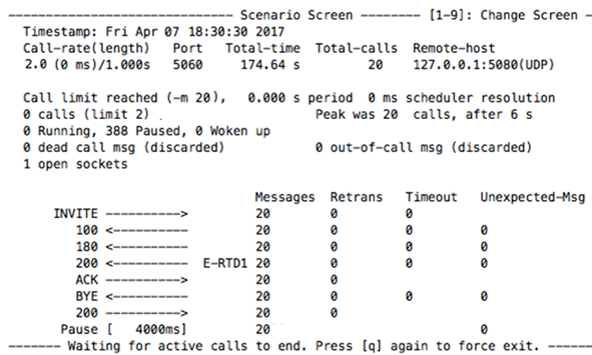 ------------------------------ Scenario Screen -------- [1-9]: Change Screen -
Timestamp: Fri Apr 07 18:30:30 2017
Call-rate(length)   Port   Total-time  Total-calls  Remote-host
2.0 (0 ms)/1.000s   5060     174.64 s           20  127.0.0.1:5080(UDP)
Call limit reached (-m 20),   0.000 s period  0 ms scheduler resolution
0 calls (limit 2)                      Peak was 20  calls, after 6 s
0 Running, 388 Paused, 0 Woken up
0 dead call msg (discarded)            0 out-of-call msg (discarded)
1 open sockets
Messages  Retrans   Timeout   Unexpected-Msg
INVITE ---------->         20        0         0
100 <----------         20        0         0         0
180 <----------         20        0         0         0
200 <----------  E-RTD1 20        0         0         0
ACK ---------->         20        0
BYE <----------         20        0         0         0
200 ---------->         20        0
Pause [   4000ms]         20                            0
------- Waiting for active calls to end. Press [q] again to force exit. -------